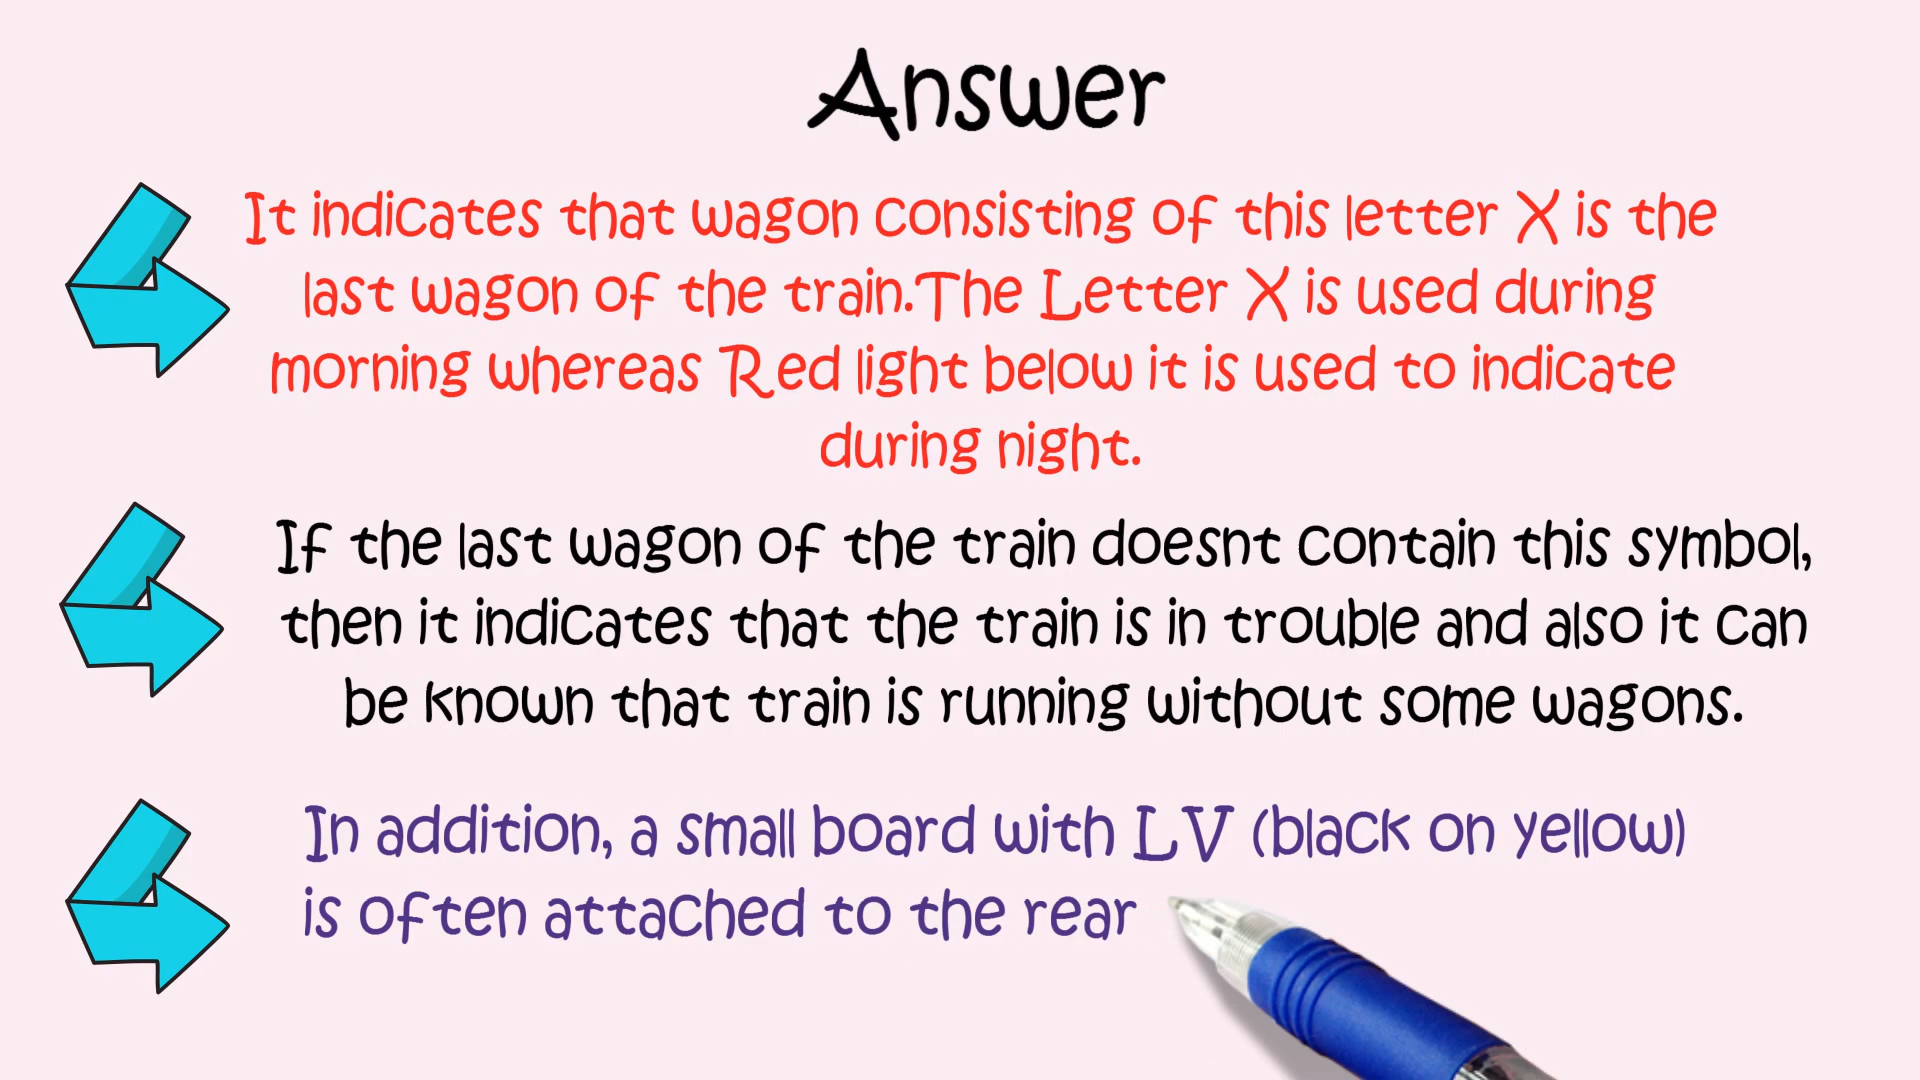 Answer
It indicates that wagon consisting of this letter X is the
last wagon of the train.The Letter X is used during
morning whereas Red light below it is used to indicate
during night.
If the last wagon of the train doesnt contain this symbol,
then it indicates that the train is in trouble and also it can
be known that train is running without some wagons.
In addition, a small board with LV (black on yellow)
is often attached to the rear